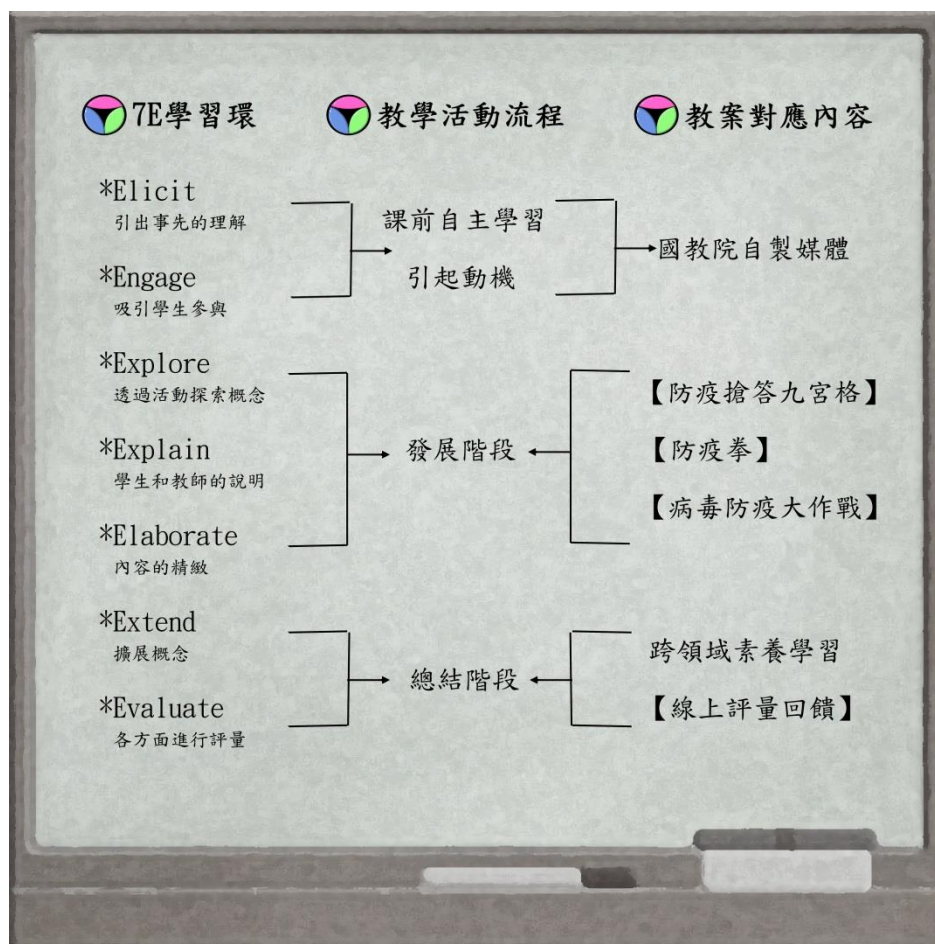 7E學習環
教學活動流程
教案對應內容
*Elicit
引出事先的理解
*Engage
吸引學生參與
課前自主學習
引起動機
國教院自製媒體
*Explore
透過活動探索概念
*Explain
學生和教師的說明
*Elaborate
內容的精緻
發展階段
【防疫搶答九宮格】
【防疫拳】
【病毒防疫大作戰】
*Extend
擴展概念
*Evaluate
各方面進行評量
總結階段
跨領域素養學習
【線上評量回饋】